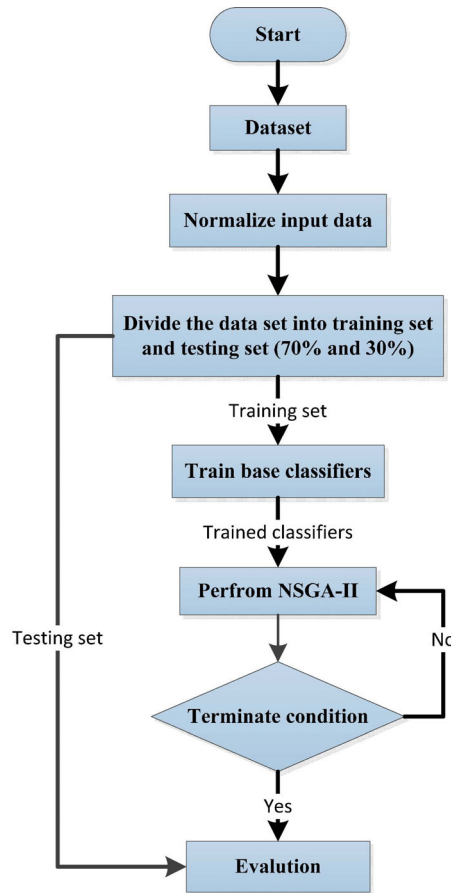 Start
Dataset
Normalize input data
Divide the data set into training set
and testing set (70% and 30%)
Training set
Train base classifiers
Trained classifiers
Perfrom NSGA-II
No
Testing set
Terminate condition
Yes
Evalution